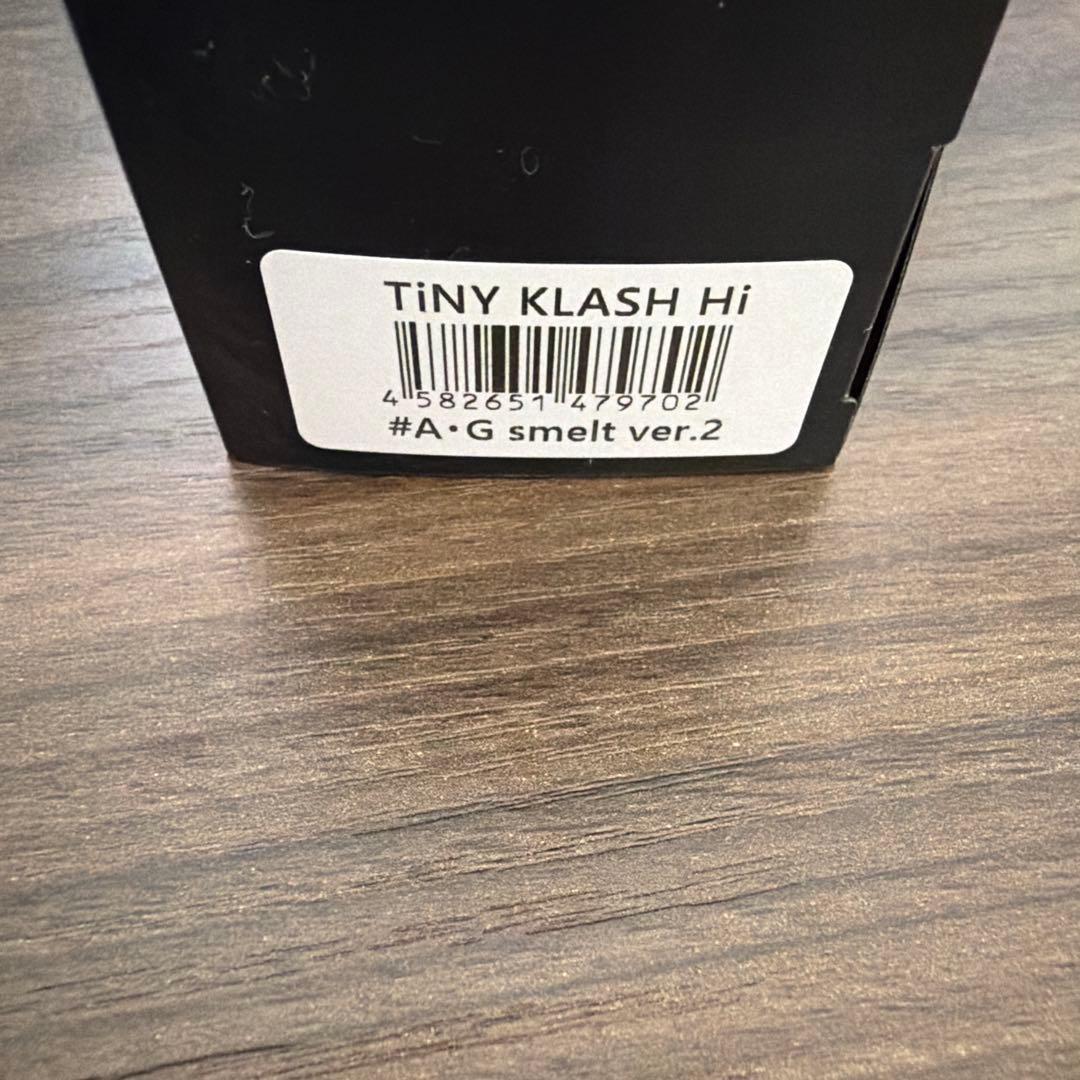 TiNY KLASH Hi
4 582651 479702
#A・G smelt ver.2